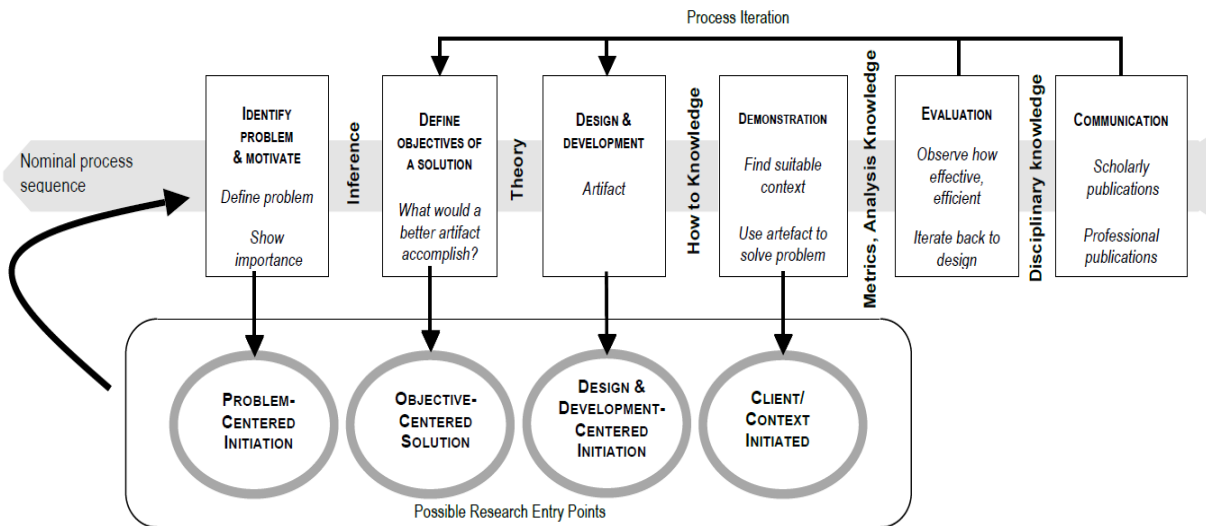 Process Iteration
Nominal process
sequence
IDENTIFY
PROBLEM
& MOTIVATE
Define problem
Show
importance
Inference
DEFINE
OBJECTIVES OF
A SOLUTION
What would a
better artifact
accomplish?
Theory
DESIGN &
DEVELOPMENT
Artifact
How to Knowledge
DEMONSTRATION
Find suitable
context
Use artefact to
solve problem
Metrics, Analysis Knowledge
EVALUATION
Observe how
effective,
efficient
Iterate back to
design
Disciplinary knowledge
COMMUNICATION
Scholarly
publications
Professional
publications
PROBLEM-
CENTERED
INITIATION
OBJECTIVE-
CENTERED
SOLUTION
DESIGN &
DEVELOPMENT-
CENTERED
INITIATION
CLIENT/
CONTEXT
INITIATED
Possible Research Entry Points